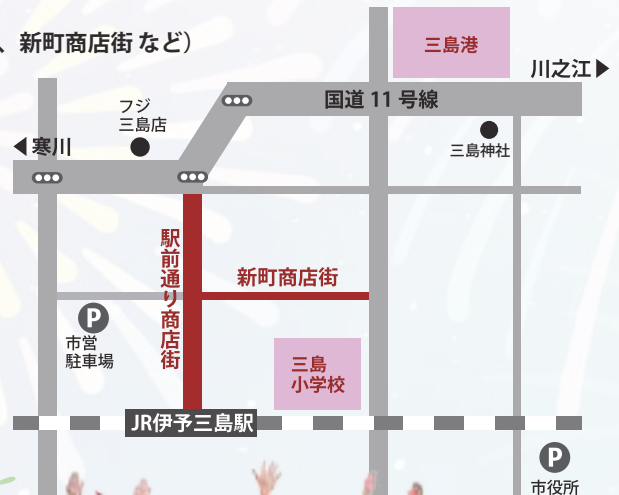 、新町商店街 など）
三島港
川之江▶
国道 11 号線
フジ
三島店
三島神社
◀寒川
駅前通り商店街
新町商店街
P
市営
駐車場
三島
小学校
JR伊予三島駅
P
市役所